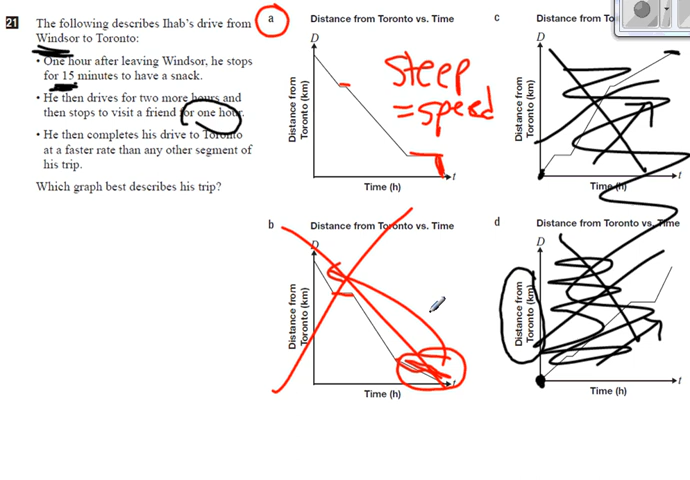 21
The following describes Ihab's drive from
Windsor to Toronto:
• One hour after leaving Windsor, he stops
for 15 minutes to have a snack.
• He then drives for two more hours and
then stops to visit a friend for one hour.
• He then completes his drive to Toronto
at a faster rate than any other segment of
his trip.
Which graph best describes his trip?
a
Distance from Toronto vs. Time
D
Distance from
Toronto (km)
t
Time (h)
steep
=speed
c
Distance from To
D
Distance from
Toronto (km)
t
Time (h)
b
Distance from Toronto vs. Time
D
Distance from
Toronto (km)
t
Time (h)
d
Distance from Toronto vs. Time
D
Distance from
Toronto (km)
t
Time (h)